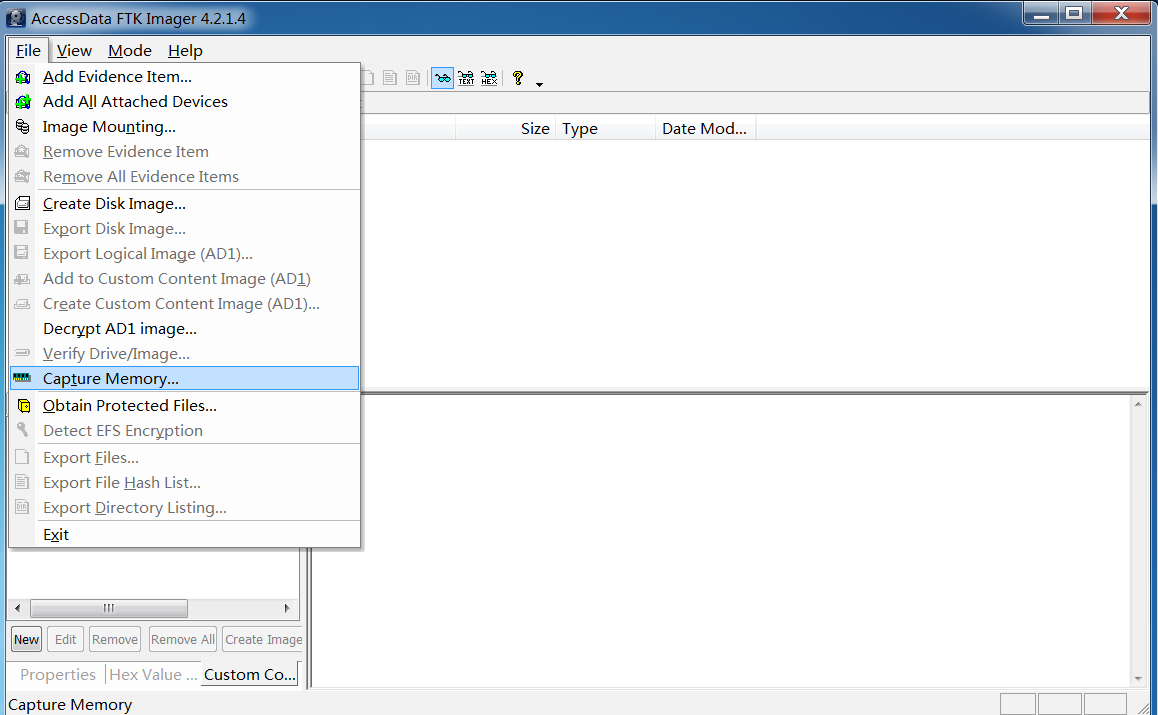 AccessData FTK Imager 4.2.1.4
File View Mode Help
Add Evidence Item...
Add All Attached Devices
Image Mounting...
Remove Evidence Item
Remove All Evidence Items
Create Disk Image...
Export Disk Image...
Export Logical Image (AD1)...
Add to Custom Content Image (AD1)
Create Custom Content Image (AD1)...
Decrypt AD1 image...
Verify Drive/Image...
Capture Memory...
Obtain Protected Files...
Detect EFS Encryption
Export Files...
Export File Hash List...
Export Directory Listing...
Exit
TEXT HEX
Size Type Date Mod...
New Edit Remove Remove All Create Image
Properties Hex Value ... Custom Co...
Capture Memory